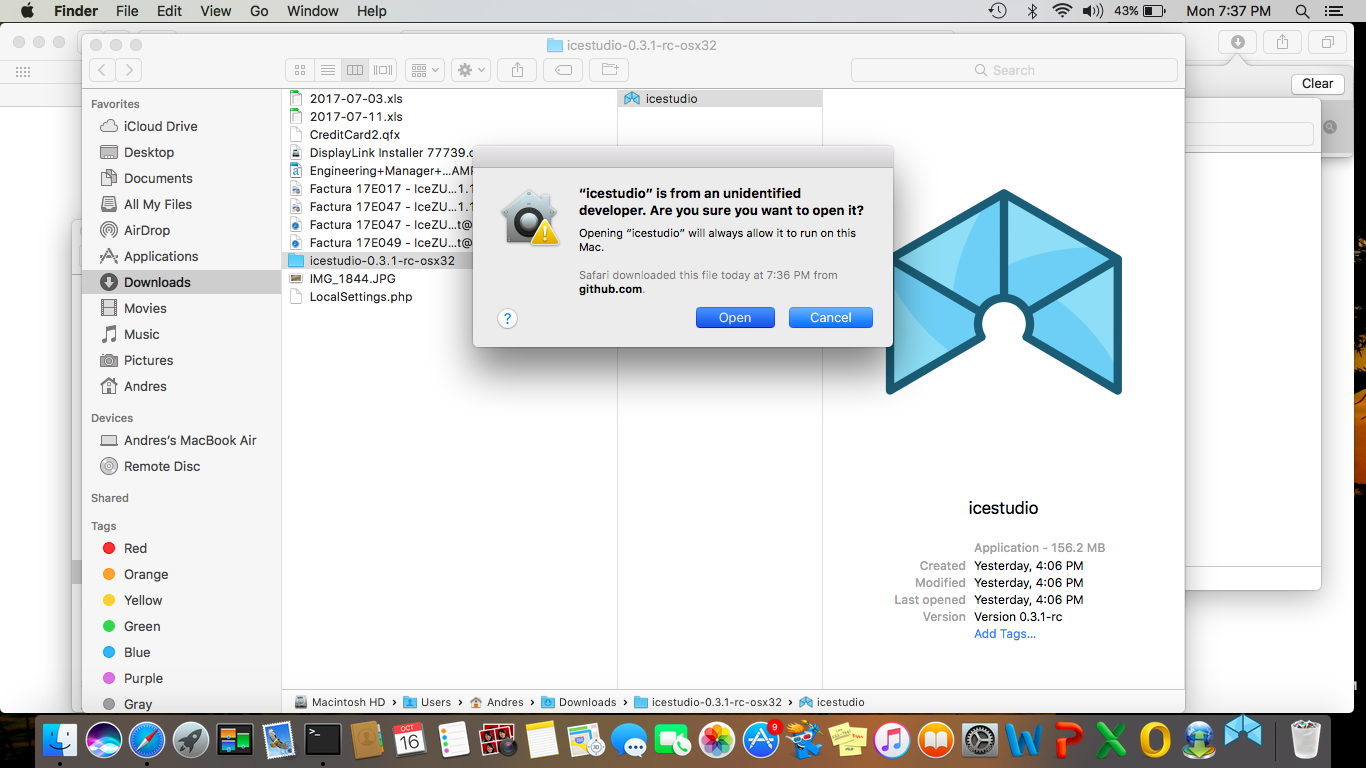 Finder File Edit View Go Window Help
43% Mon 7:37 PM
icestudio-0.3.1-rc-osx32
Search
Clear
Favorites
iCloud Drive
Desktop
Documents
All My Files
AirDrop
Applications
Downloads
Movies
Music
Pictures
Andres
Devices
Andres’s MacBook Air
Remote Disc
Shared
Tags
Red
Orange
Yellow
Green
Blue
Purple
Gray
2017-07-03.xls
2017-07-11.xls
CreditCard2.qfx
DisplayLink Installer 77739.d
Engineering+Manager+...AMF
Factura 17E017 - IceZU...1.1
Factura 17E047 - IceZU...1.1
Factura 17E047 - IceZU...t@
Factura 17E049 - IceZU...t@
icestudio-0.3.1-rc-osx32
IMG_1844.JPG
LocalSettings.php
icestudio
“icestudio” is from an unidentified
developer. Are you sure you want to open it?
Opening “icestudio” will always allow it to run on this
Mac.
Safari downloaded this file today at 7:36 PM from
github.com.
?
Open
Cancel
icestudio
Application - 156.2 MB
Created Yesterday, 4:06 PM
Modified Yesterday, 4:06 PM
Last opened Yesterday, 4:06 PM
Version Version 0.3.1-rc
Add Tags...
Macintosh HD › Users › Andres › Downloads › icestudio-0.3.1-rc-osx32 › icestudio
OCT
16
9